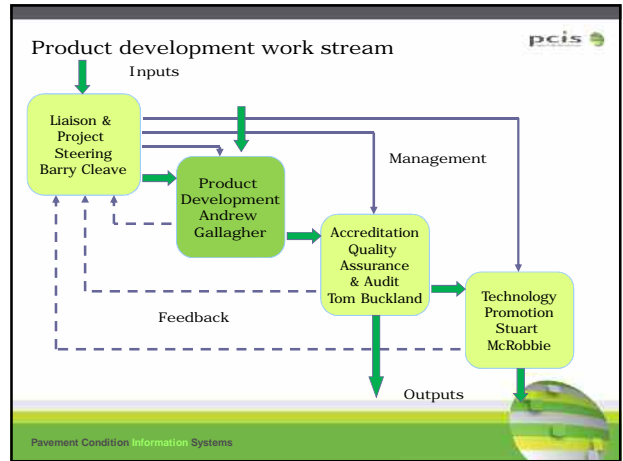 Product development work stream
pcis
Inputs
Liaison &
Project
Steering
Barry Cleave
Management
Product
Development
Andrew
Gallagher
Accreditation
Quality
Assurance
& Audit
Tom Buckland
Technology
Promotion
Stuart
McRobbie
Feedback
Outputs
Pavement Condition Information Systems